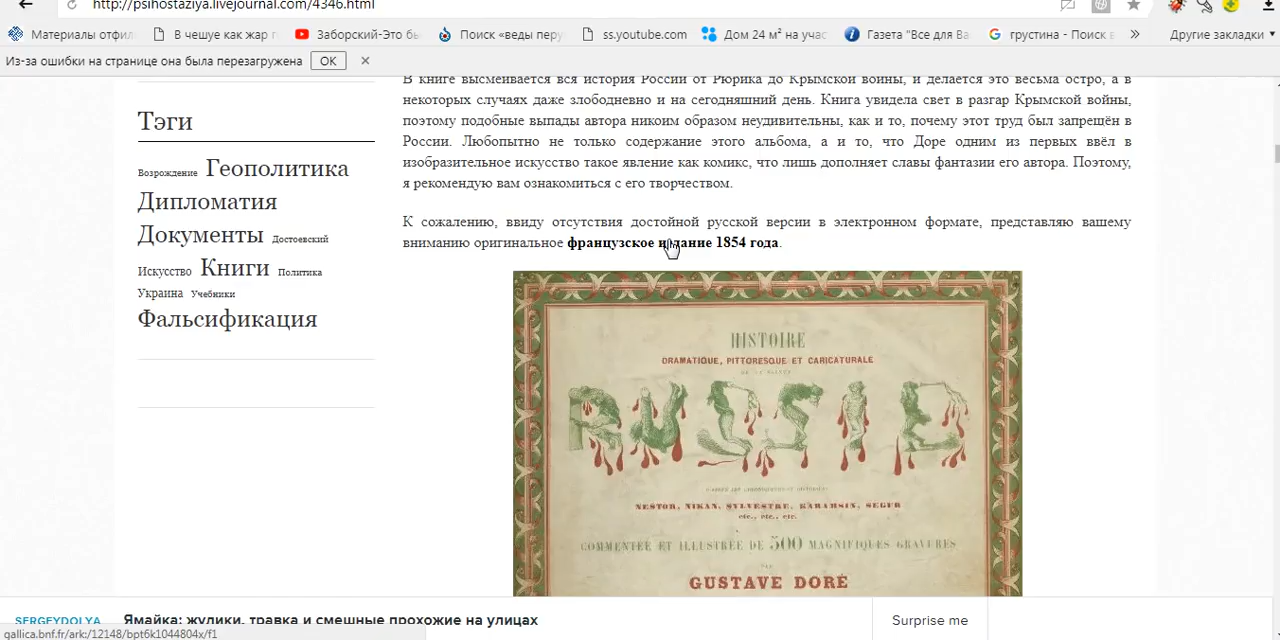 http://psihostaziya.livejournal.com/4346.html
Материалы отфил
В чешуе как жар г
Заборский-Это бы
Поиск «веды перу
ss.youtube.com
Дом 24 м² на учас
Газета "Все для Ва
грустина - Поиск в
»
Другие закладки
Из-за ошибки на странице она была перезагружена
OK
Тэги
Возрождение Геополитика
Дипломатия
Документы Достоевский
Искусство Книги Политика
Украина Учебники
Фальсификация
В книге высмеивается вся история России от Рюрика до Крымской войны, и делается это весьма остро, а в
некоторых случаях даже злободневно и на сегодняшний день. Книга увидела свет в разгар Крымской войны,
поэтому подобные выпады автора никоим образом неудивительны, как и то, почему этот труд был запрещён в
России. Любопытно не только содержание этого альбома, а и то, что Доре одним из первых ввёл в
изобразительное искусство такое явление как комикс, что лишь дополняет славы фантазии его автора. Поэтому,
я рекомендую вам ознакомиться с его творчеством.
К сожалению, ввиду отсутствия достойной русской версии в электронном формате, представляю вашему
вниманию оригинальное французское издание 1854 года.
HISTOIRE
DRAMATIQUE, PITTORESQUE ET CARICATURALE
DE LA SAINTE
RUSSIE
NESTOR, NIKAN, SYLVESTRE, KARAMSIN, SEGUR
etc., etc., etc.
COMMENTÉE ET ILLUSTRÉE DE 500 MAGNIFIQUES GRAVURES
PAR
GUSTAVE DORÉ
SERGEYDOLYA
Ямайка: жулики, травка и смешные прохожие на улицах
Surprise me
gallica.bnf.fr/ark:/12148/bpt6k1044804x/f1